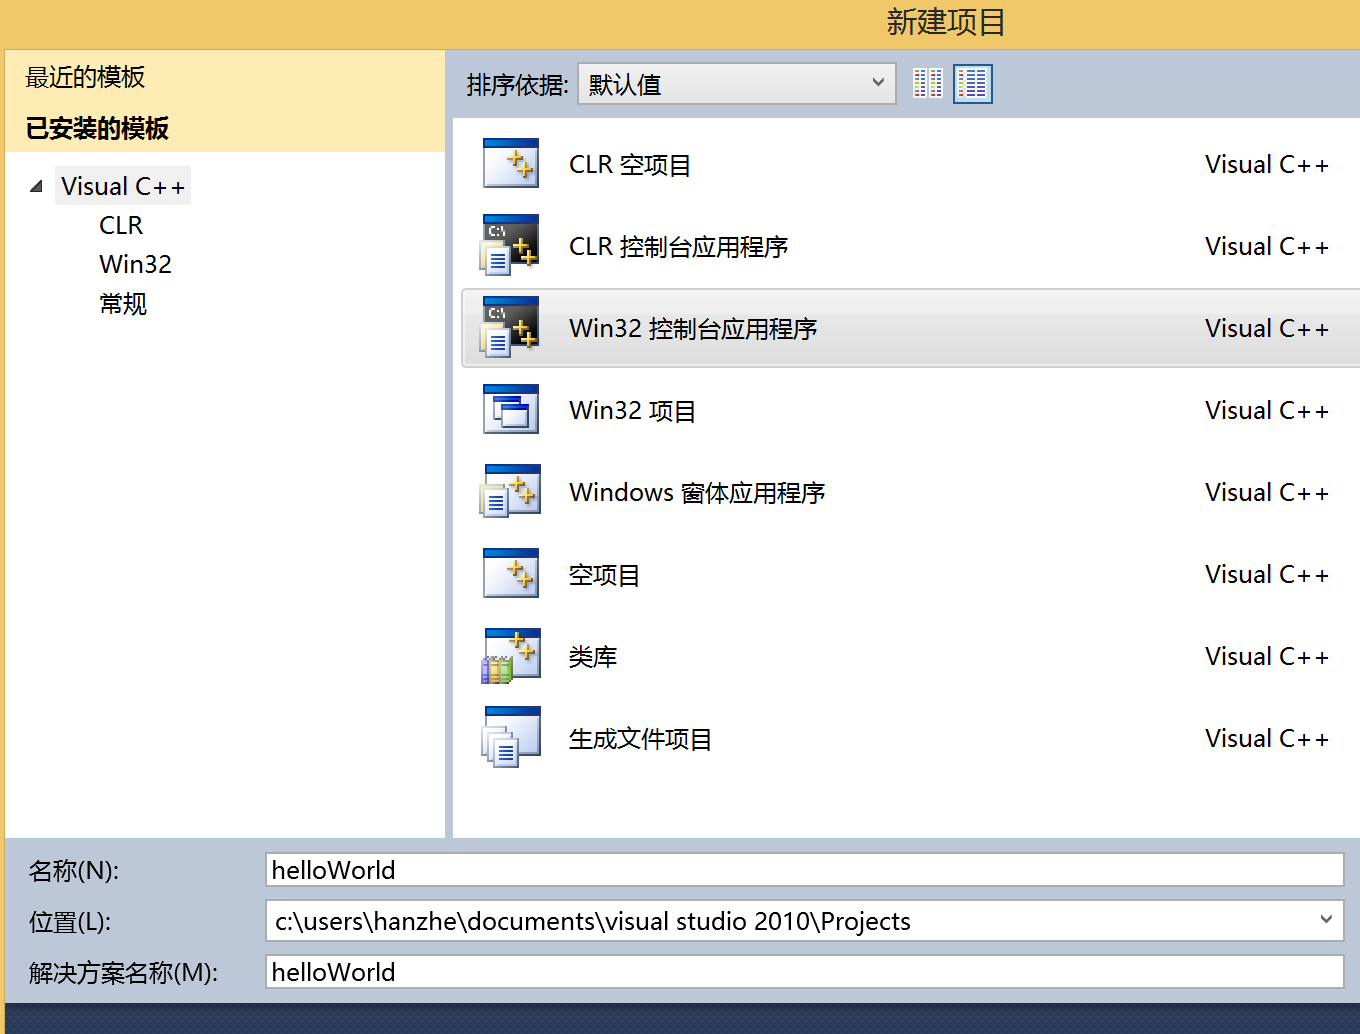 新建项目
最近的模板
已安装的模板
Visual C++
CLR
Win32
常规
排序依据: 默认值
CLR 空项目 Visual C++
CLR 控制台应用程序 Visual C++
Win32 控制台应用程序 Visual C++
Win32 项目 Visual C++
Windows 窗体应用程序 Visual C++
空项目 Visual C++
类库 Visual C++
生成文件项目 Visual C++
名称(N): helloWorld
位置(L): c:\users\hanzhe\documents\visual studio 2010\Projects
解决方案名称(M): helloWorld